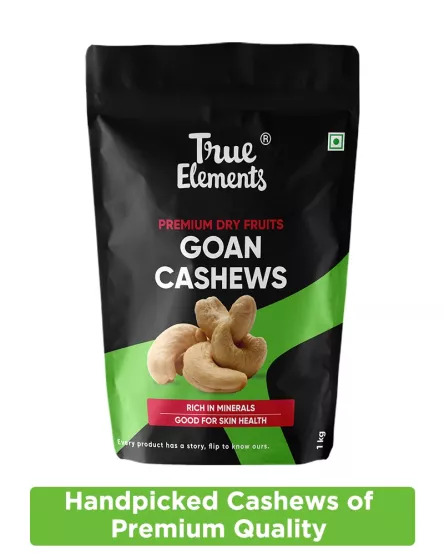 True ®
Elements
PREMIUM DRY FRUITS
GOAN
CASHEWS
RICH IN MINERALS
GOOD FOR SKIN HEALTH
Every product has a story, flip to know ours.
1 kg
Handpicked Cashews of
Premium Quality